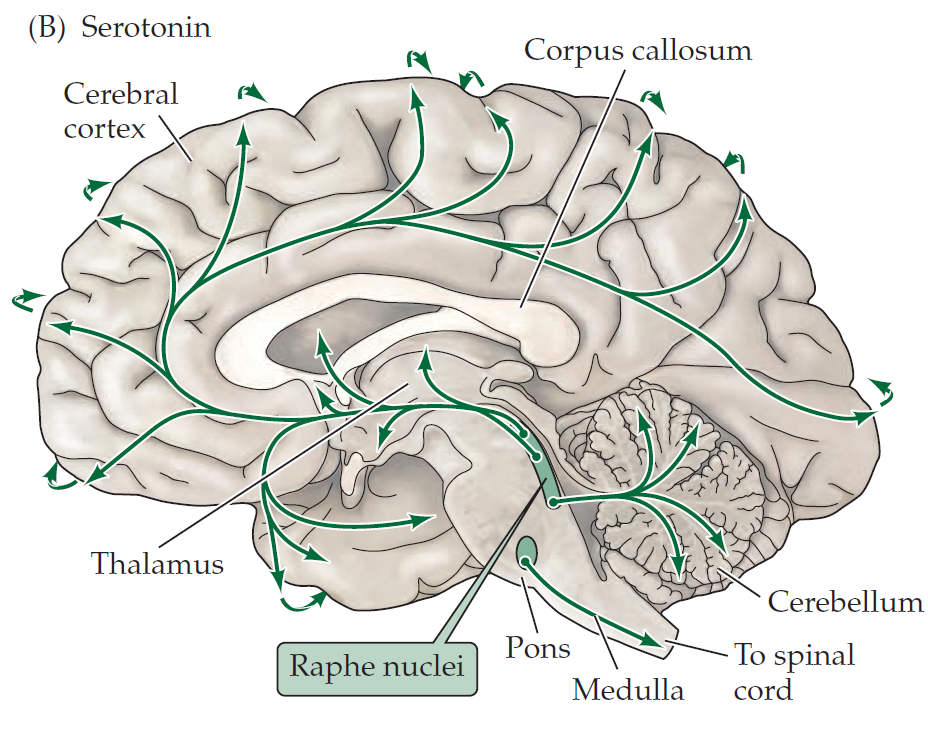 (B) Serotonin
Corpus callosum
Cerebral
cortex
Thalamus
Cerebellum
Raphe nuclei
Pons
To spinal
cord
Medulla